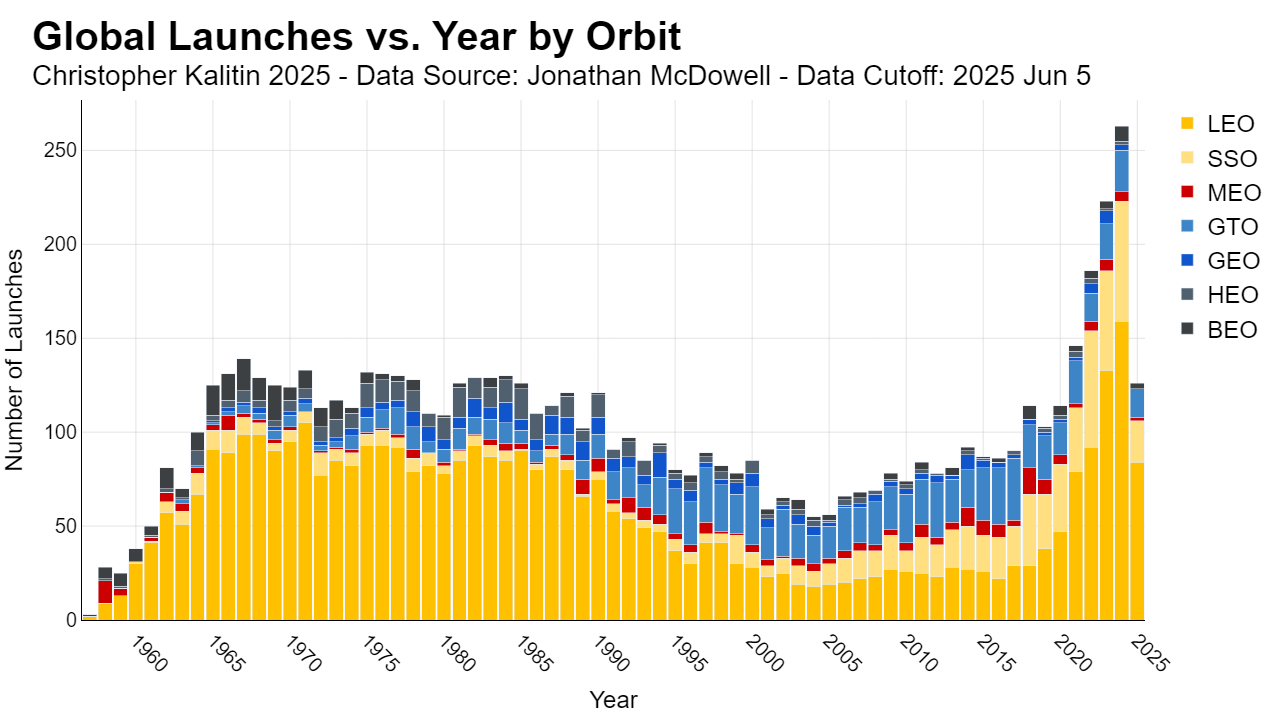 Global Launches vs. Year by Orbit
Christopher Kalitin 2025 - Data Source: Jonathan McDowell - Data Cutoff: 2025 Jun 5
LEO
SSO
MEO
GTO
GEO
HEO
BEO
Number of Launches
250
200
150
100
50
0
1960
1965
1970
1975
1980
1985
1990
1995
2000
2005
2010
2015
2020
2025
Year